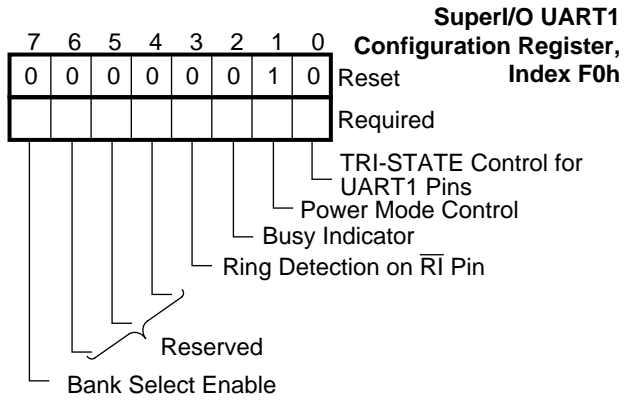 SuperI/O UART1
Configuration Register,
Index F0h
7 6 5 4 3 2 1 0
0 0 0 0 0 0 1 0 Reset
Required
TRI-STATE Control for
UART1 Pins
Power Mode Control
Busy Indicator
Ring Detection on R̅I̅ Pin
Reserved
Bank Select Enable